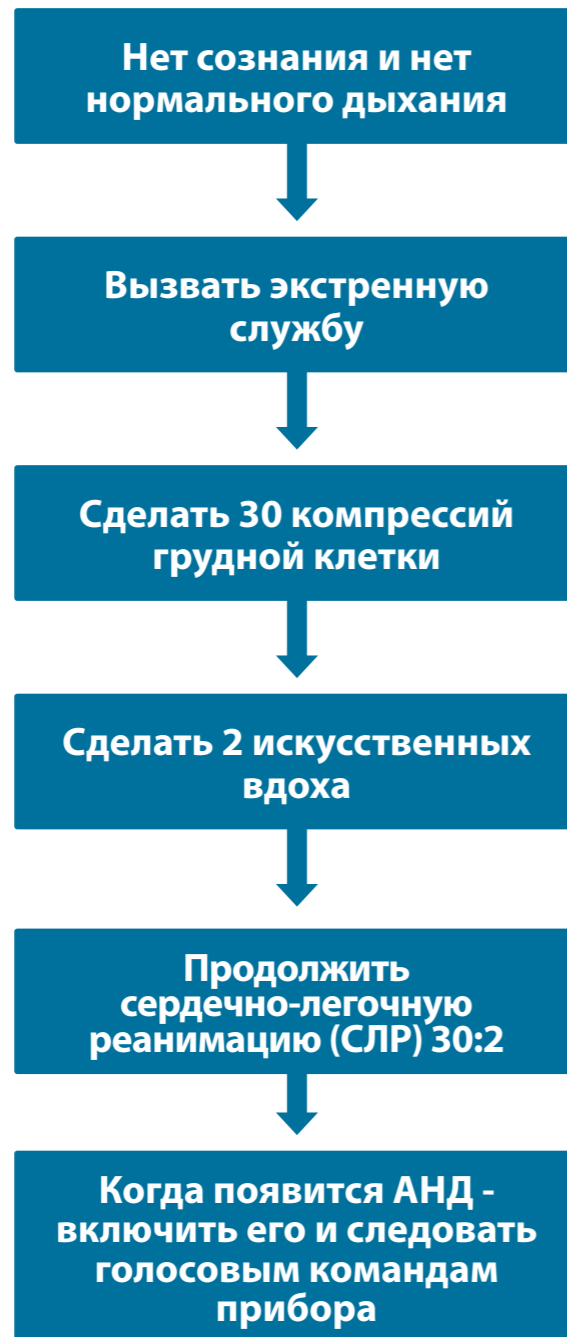 Нет сознания и нет
нормального дыхания
Вызвать экстренную
службу
Сделать 30 компрессий
грудной клетки
Сделать 2 искусственных
вдоха
Продолжить
сердечно-легочную
реанимацию (СЛР) 30:2
Когда появится АНД -
включить его и следовать
голосовым командам
прибора